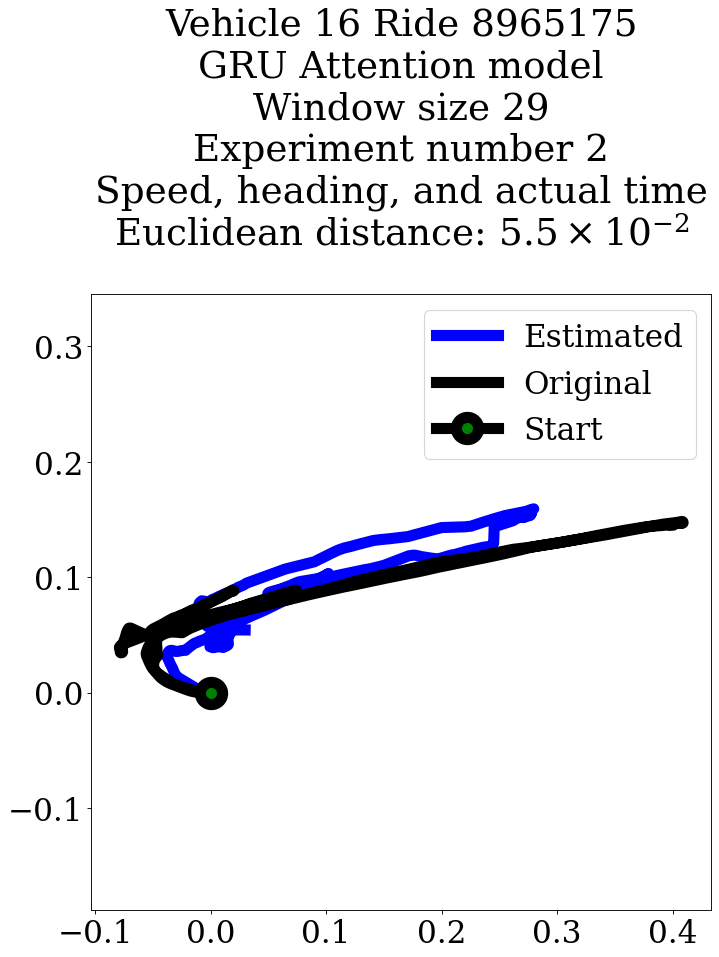 Vehicle 16 Ride 8965175
GRU Attention model
Window size 29
Experiment number 2
Speed, heading, and actual time
Euclidean distance: 5.5 × 10⁻²
Estimated
Original
Start
0.3
0.2
0.1
0.0
−0.1
−0.1 0.0 0.1 0.2 0.3 0.4